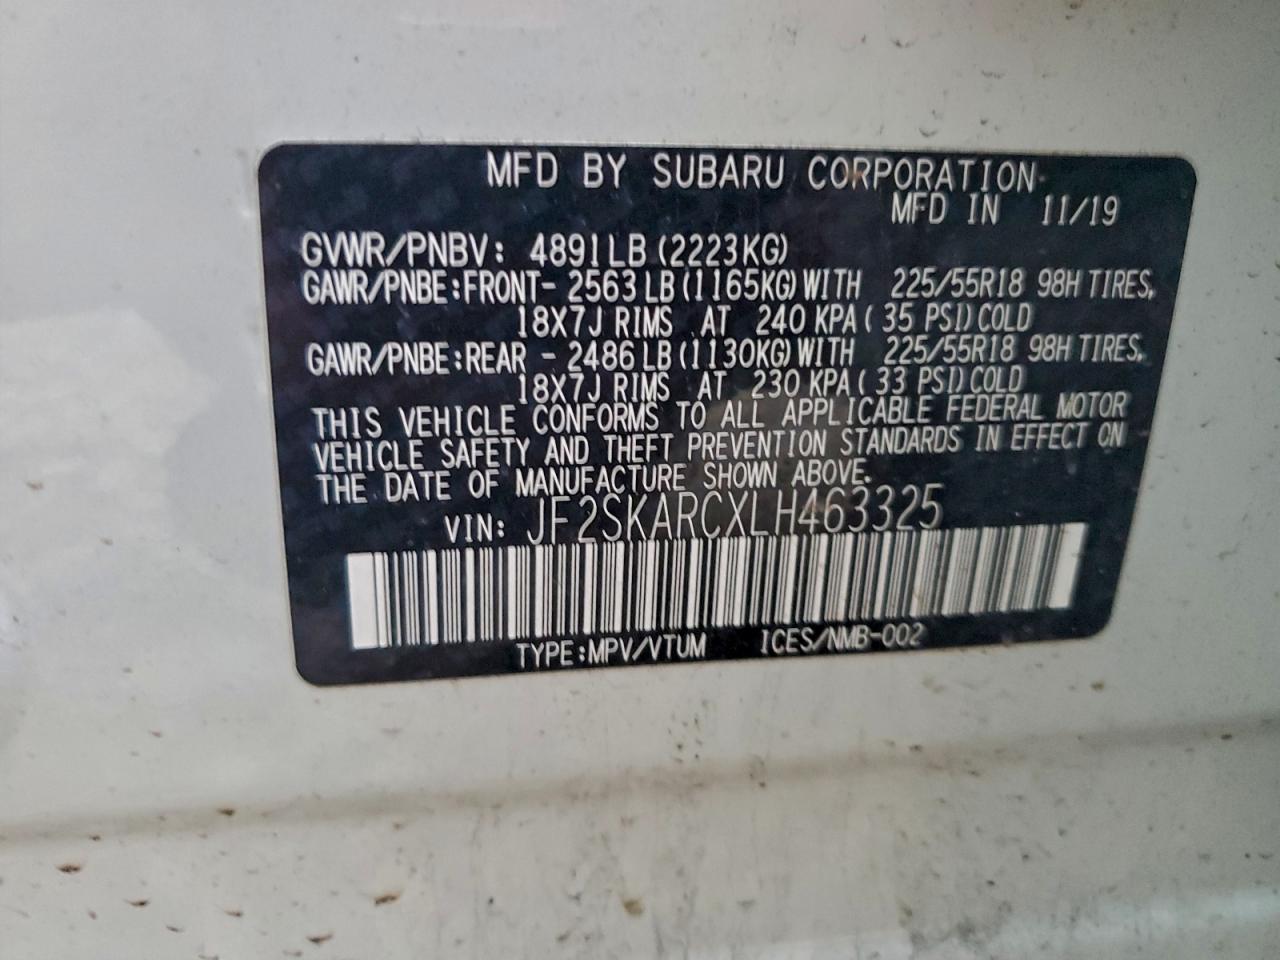 MFD BY SUBARU CORPORATION
MFD IN 11/19
GVWR/PNBV: 4891LB (2223KG)
GAWR/PNBE:FRONT- 2563 LB (1165KG) WITH 225/55R18 98H TIRES,
18X7J RIMS AT 240 KPA ( 35 PSI) COLD
GAWR/PNBE:REAR - 2486 LB (1130KG) WITH 225/55R18 98H TIRES,
18X7J RIMS AT 230 KPA ( 33 PSI) COLD
THIS VEHICLE CONFORMS TO ALL APPLICABLE FEDERAL MOTOR
VEHICLE SAFETY AND THEFT PREVENTION STANDARDS IN EFFECT ON
THE DATE OF MANUFACTURE SHOWN ABOVE.
VIN: JF2SKARCXLH463325
TYPE:MPV/VTUM ICES/NMB-002